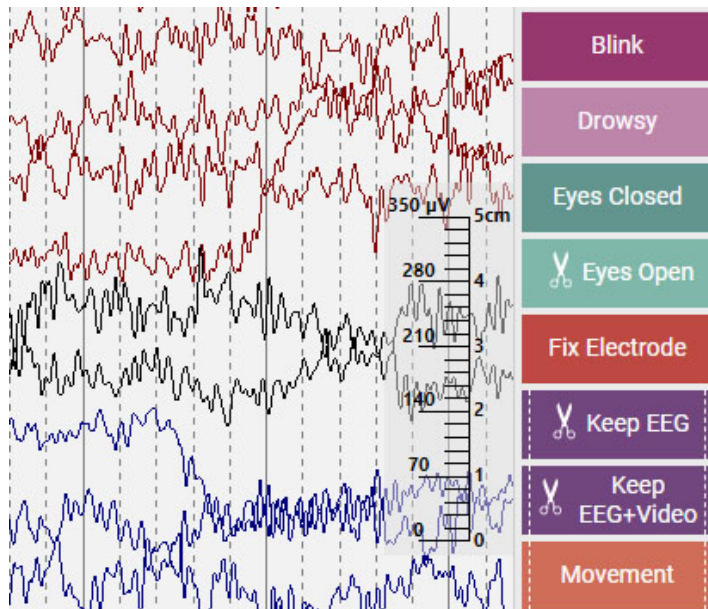 Blink
Drowsy
Eyes Closed
Eyes Open
Fix Electrode
Keep EEG
Keep
EEG+Video
Movement
350 µV 5cm
280 4
210 3
140 2
70 1
0 0